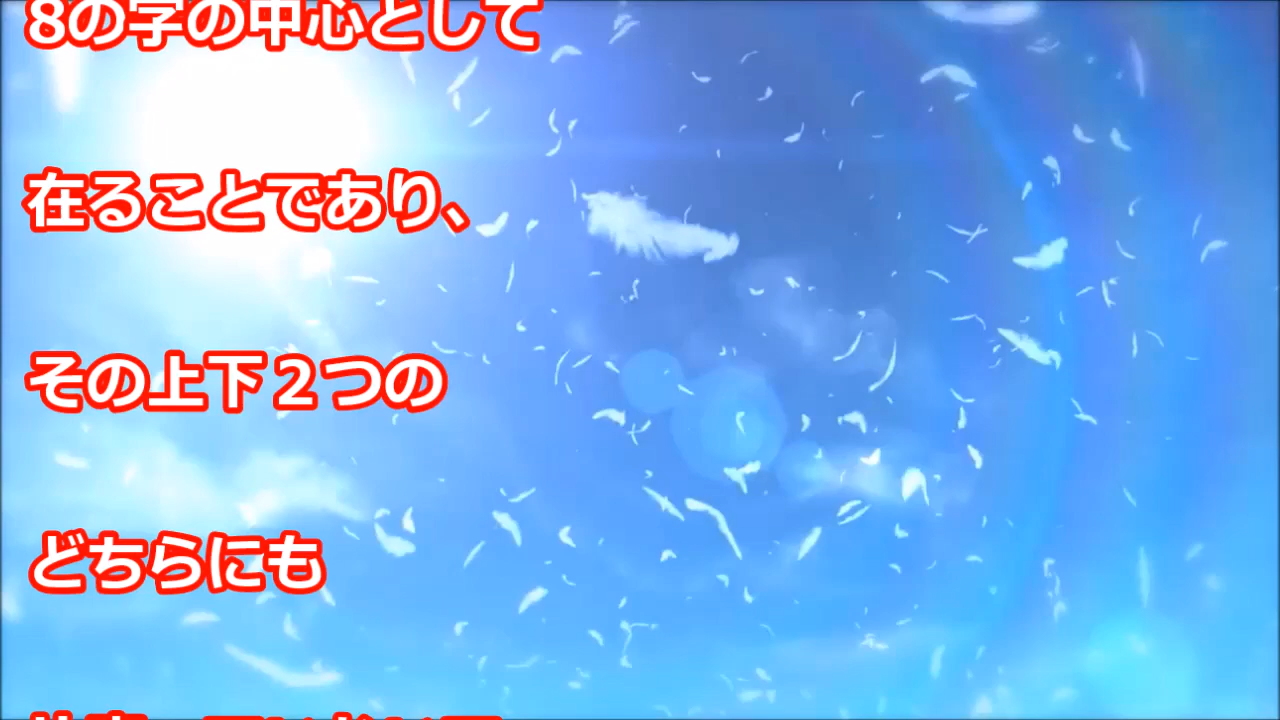 8の字の中心として
在ることであり、
その上下２つの
どちらにも